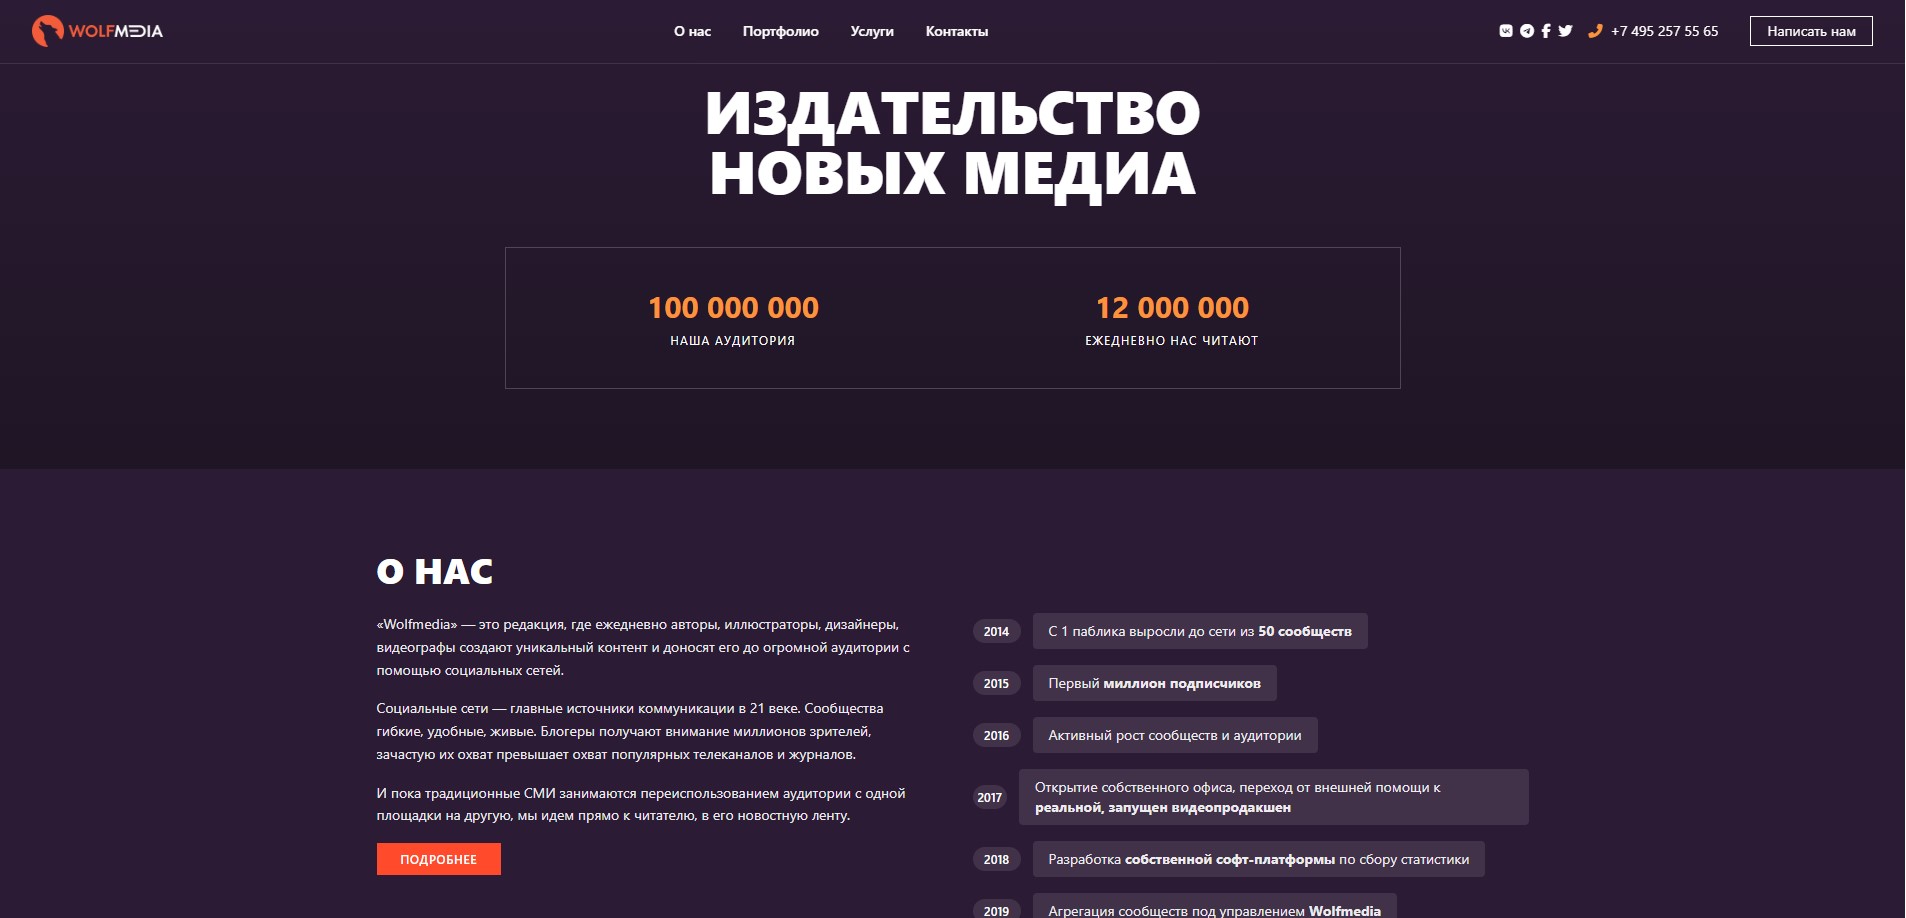 WOLFMEDIA
О нас
Портфолио
Услуги
Контакты
+7 495 257 55 65
Написать нам
ИЗДАТЕЛЬСТВО
НОВЫХ МЕДИА
100 000 000
НАША АУДИТОРИЯ
12 000 000
ЕЖЕДНЕВНО НАС ЧИТАЮТ
О НАС
«Wolfmedia» — это редакция, где ежедневно авторы, иллюстраторы, дизайнеры,
видеографы создают уникальный контент и доносят его до огромной аудитории с
помощью социальных сетей.
Социальные сети — главные источники коммуникации в 21 веке. Сообщества
гибкие, удобные, живые. Блогеры получают внимание миллионов зрителей,
зачастую их охват превышает охват популярных телеканалов и журналов.
И пока традиционные СМИ занимаются переиспользованием аудитории с одной
площадки на другую, мы идем прямо к читателю, в его новостную ленту.
ПОДРОБНЕЕ
2014
С 1 паблика выросли до сети из 50 сообществ
2015
Первый миллион подписчиков
2016
Активный рост сообществ и аудитории
2017
Открытие собственного офиса, переход от внешней помощи к
реальной, запущен видеопродакшен
2018
Разработка собственной софт-платформы по сбору статистики
2019
Агрегация сообществ под управлением Wolfmedia